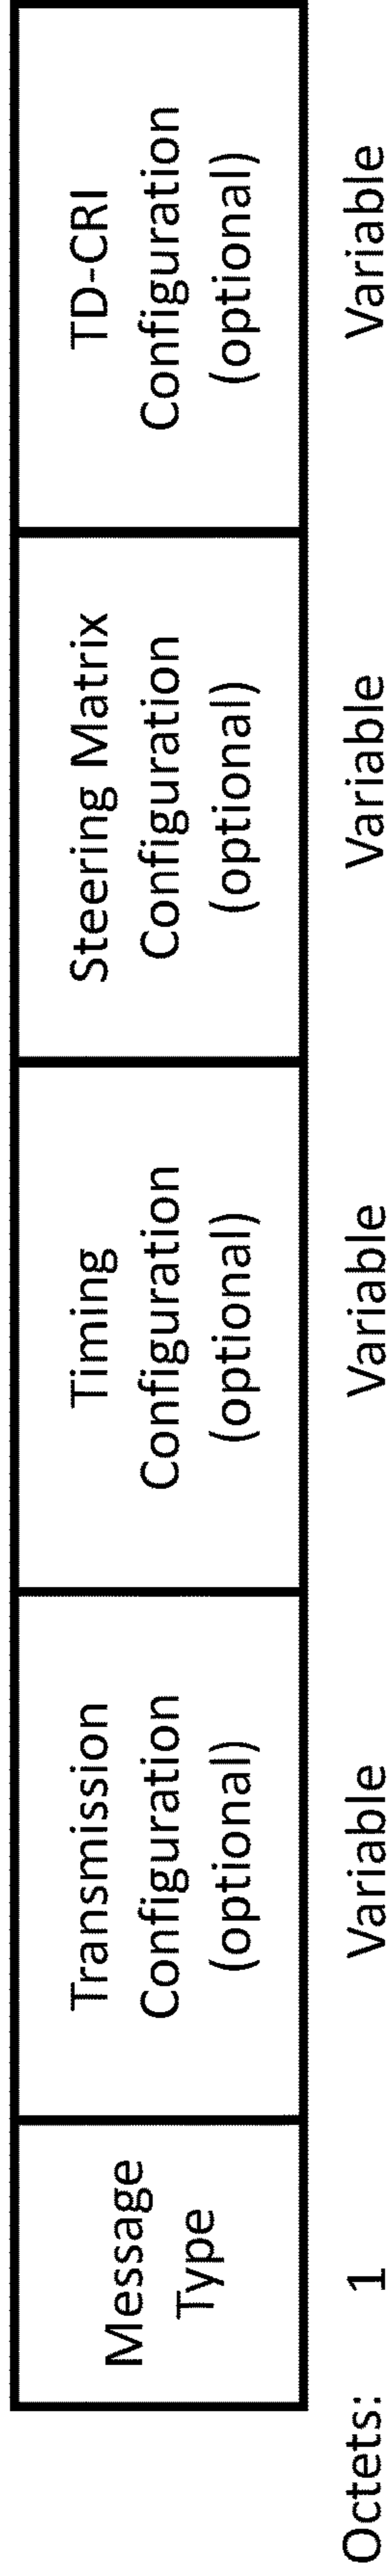 Message
Type
Transmission
Configuration
(optional)
Timing
Configuration
(optional)
Steering Matrix
Configuration
(optional)
TD-CRI
Configuration
(optional)
Octets: 1 Variable Variable Variable Variable